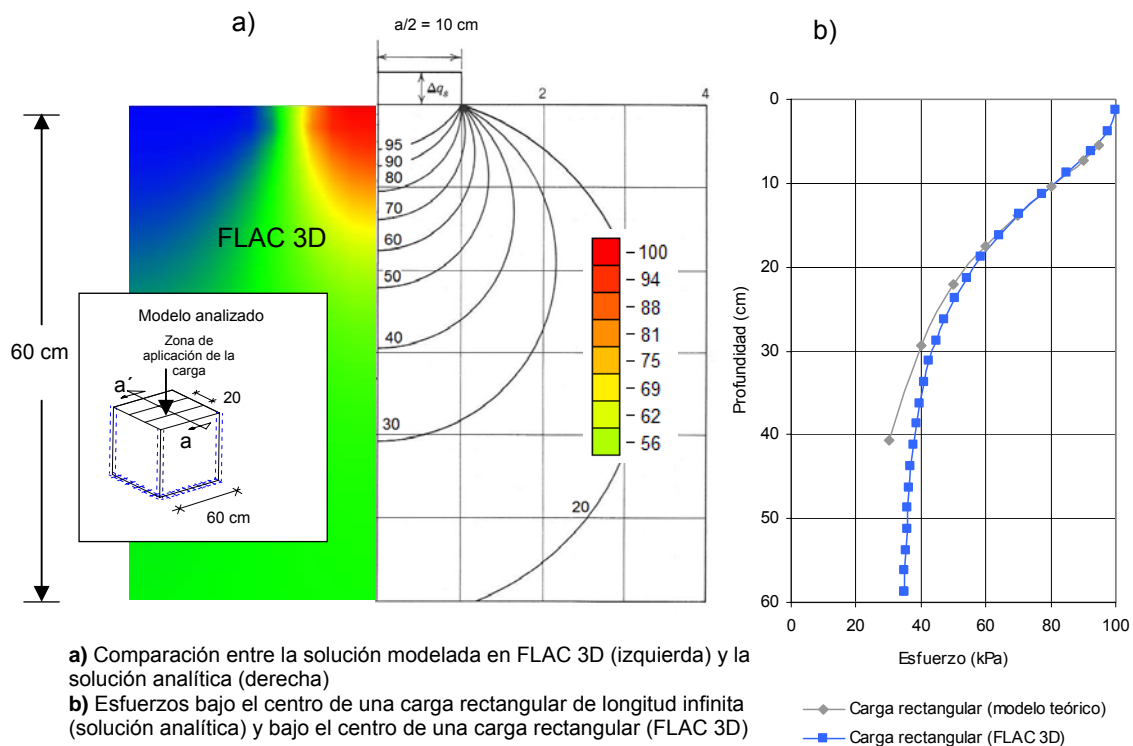 a)
a/2 = 10 cm
Δqs
2
4
95
90
80
70
60
50
40
30
20
FLAC 3D
60 cm
Modelo analizado
Zona de
aplicación de la
carga
a´
20
a
60 cm
100
94
88
81
75
69
62
56
b)
0
10
20
30
40
50
60
Profundidad (cm)
0
20
40
60
80
100
Esfuerzo (kPa)
Carga rectangular (modelo teórico)
Carga rectangular (FLAC 3D)
a) Comparación entre la solución modelada en FLAC 3D (izquierda) y la
solución analítica (derecha)
b) Esfuerzos bajo el centro de una carga rectangular de longitud infinita
(solución analítica) y bajo el centro de una carga rectangular (FLAC 3D)